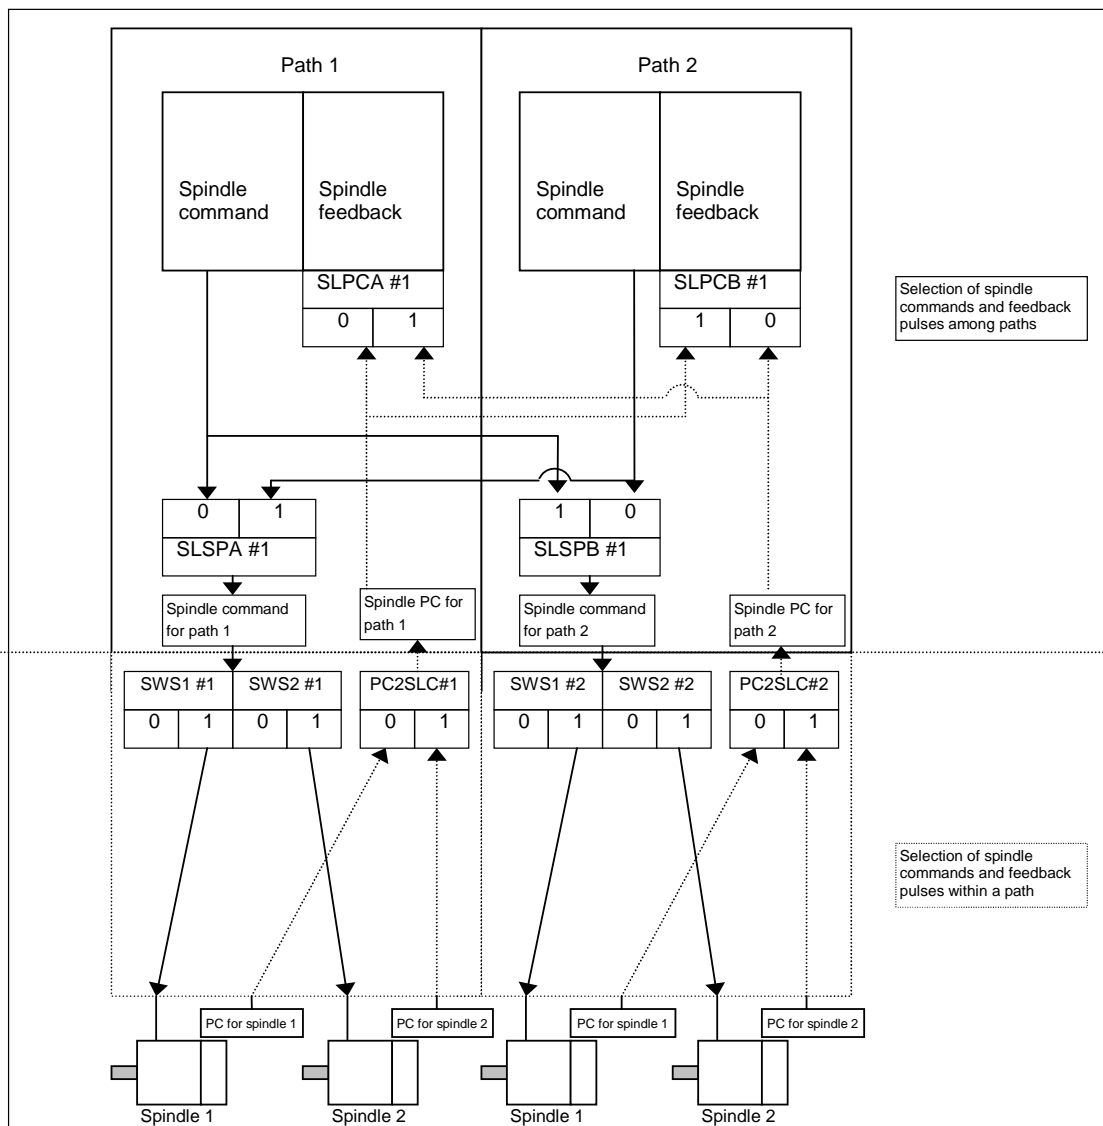 Path 1
Path 2
Spindle
command
Spindle
feedback
Spindle
command
Spindle
feedback
SLPCA #1
SLPCB #1
0 1
1 0
Selection of spindle
commands and feedback
pulses among paths
0 1
1 0
SLSPA #1
SLSPB #1
Spindle command
for path 1
Spindle PC for
path 1
Spindle command
for path 2
Spindle PC for
path 2
SWS1 #1 SWS2 #1 PC2SLC#1
SWS1 #2 SWS2 #2 PC2SLC#2
0 1 0 1 0 1
0 1 0 1 0 1
Selection of spindle
commands and feedback
pulses within a path
PC for spindle 1
PC for spindle 2
PC for spindle 1
PC for spindle 2
Spindle 1
Spindle 2
Spindle 1
Spindle 2